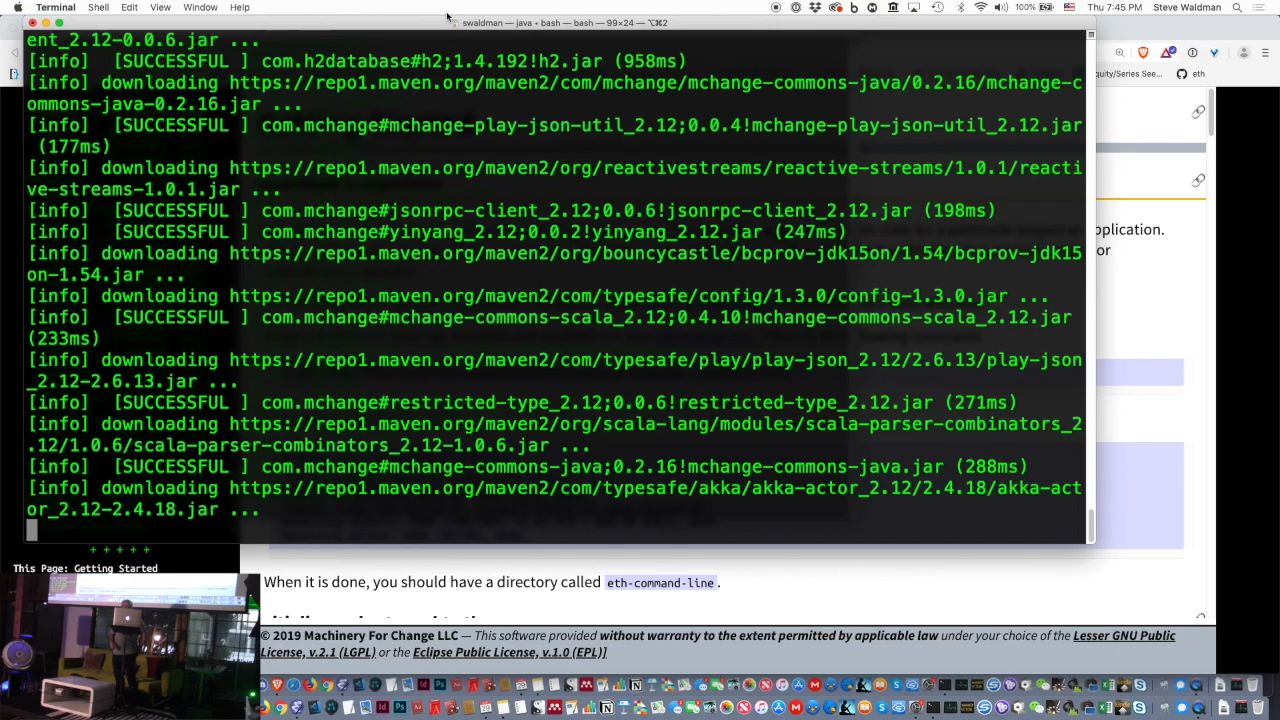 Terminal Shell Edit View Window Help 100% Thu 7:45 PM Steve Waldman
swaldman — java • bash — bash — 99×24 — ⌥⌘2
ent_2.12-0.0.6.jar ...
[info] [SUCCESSFUL ] com.h2database#h2;1.4.192!h2.jar (958ms)
[info] downloading https://repo1.maven.org/maven2/com/mchange/mchange-commons-java/0.2.16/mchange-c
ommons-java-0.2.16.jar ...
[info] [SUCCESSFUL ] com.mchange#mchange-play-json-util_2.12;0.0.4!mchange-play-json-util_2.12.jar
(177ms)
[info] downloading https://repo1.maven.org/maven2/org/reactivestreams/reactive-streams/1.0.1/reacti
ve-streams-1.0.1.jar ...
[info] [SUCCESSFUL ] com.mchange#jsonrpc-client_2.12;0.0.6!jsonrpc-client_2.12.jar (198ms)
[info] [SUCCESSFUL ] com.mchange#yinyang_2.12;0.0.2!yinyang_2.12.jar (247ms)
[info] downloading https://repo1.maven.org/maven2/org/bouncycastle/bcprov-jdk15on/1.54/bcprov-jdk15
on-1.54.jar ...
[info] downloading https://repo1.maven.org/maven2/com/typesafe/config/1.3.0/config-1.3.0.jar ...
[info] [SUCCESSFUL ] com.mchange#mchange-commons-scala_2.12;0.4.10!mchange-commons-scala_2.12.jar
(233ms)
[info] downloading https://repo1.maven.org/maven2/com/typesafe/play/play-json_2.12/2.6.13/play-json
_2.12-2.6.13.jar ...
[info] [SUCCESSFUL ] com.mchange#restricted-type_2.12;0.0.6!restricted-type_2.12.jar (271ms)
[info] downloading https://repo1.maven.org/maven2/org/scala-lang/modules/scala-parser-combinators_2
.12/1.0.6/scala-parser-combinators_2.12-1.0.6.jar ...
[info] [SUCCESSFUL ] com.mchange#mchange-commons-java;0.2.16!mchange-commons-java.jar (288ms)
[info] downloading https://repo1.maven.org/maven2/com/typesafe/akka/akka-actor_2.12/2.4.18/akka-act
or_2.12-2.4.18.jar ...
quity/Series See... eth
pplication.
or
+ + + + +
This Page: Getting Started
When it is done, you should have a directory called eth-command-line.
© 2019 Machinery For Change LLC — This software provided without warranty to the extent permitted by applicable law under your choice of the Lesser GNU Public
License, v.2.1 (LGPL) or the Eclipse Public License, v.1.0 (EPL)]